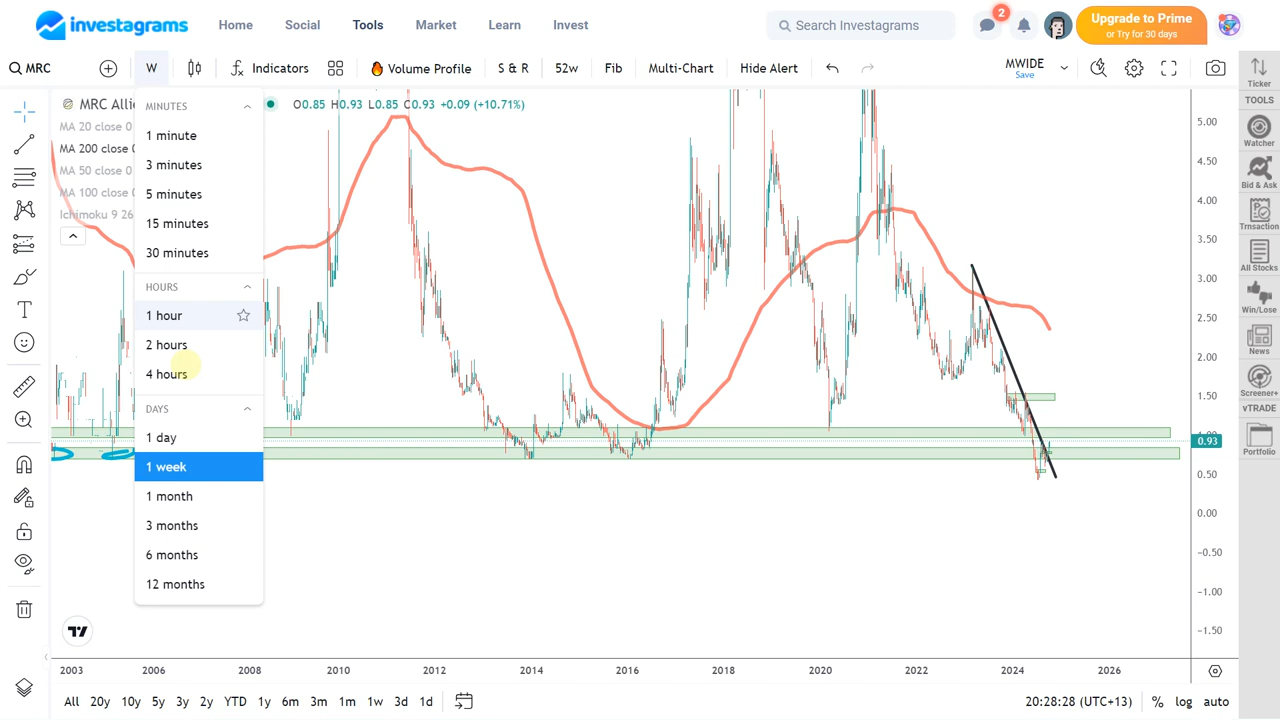 investagrams Home Social Tools Market Learn Invest Search Investagrams 2 Upgrade to Prime
or Try for 30 days
MRC W Indicators Volume Profile S & R 52w Fib Multi-Chart Hide Alert MWIDE
Save
Ticker
TOOLS
Watcher
Bid & Ask
Trnsaction
All Stocks
Win/Lose
News
Screener+
vTRADE
Portfolio
MRC Allie O0.85 H0.93 L0.85 C0.93 +0.09 (+10.71%)
MA 20 close 0
MA 200 close 0
MA 50 close 0
MA 100 close 0
Ichimoku 9 26
MINUTES
1 minute
3 minutes
5 minutes
15 minutes
30 minutes
HOURS
1 hour
2 hours
4 hours
DAYS
1 day
1 week
1 month
3 months
6 months
12 months
5.00
4.50
4.00
3.50
3.00
2.50
2.00
1.50
0.93
0.50
0.00
−0.50
−1.00
−1.50
2003 2006 2008 2010 2012 2014 2016 2018 2020 2022 2024 2026
All 20y 10y 5y 3y 2y YTD 1y 6m 3m 1m 1w 3d 1d 20:28:28 (UTC+13) % log auto